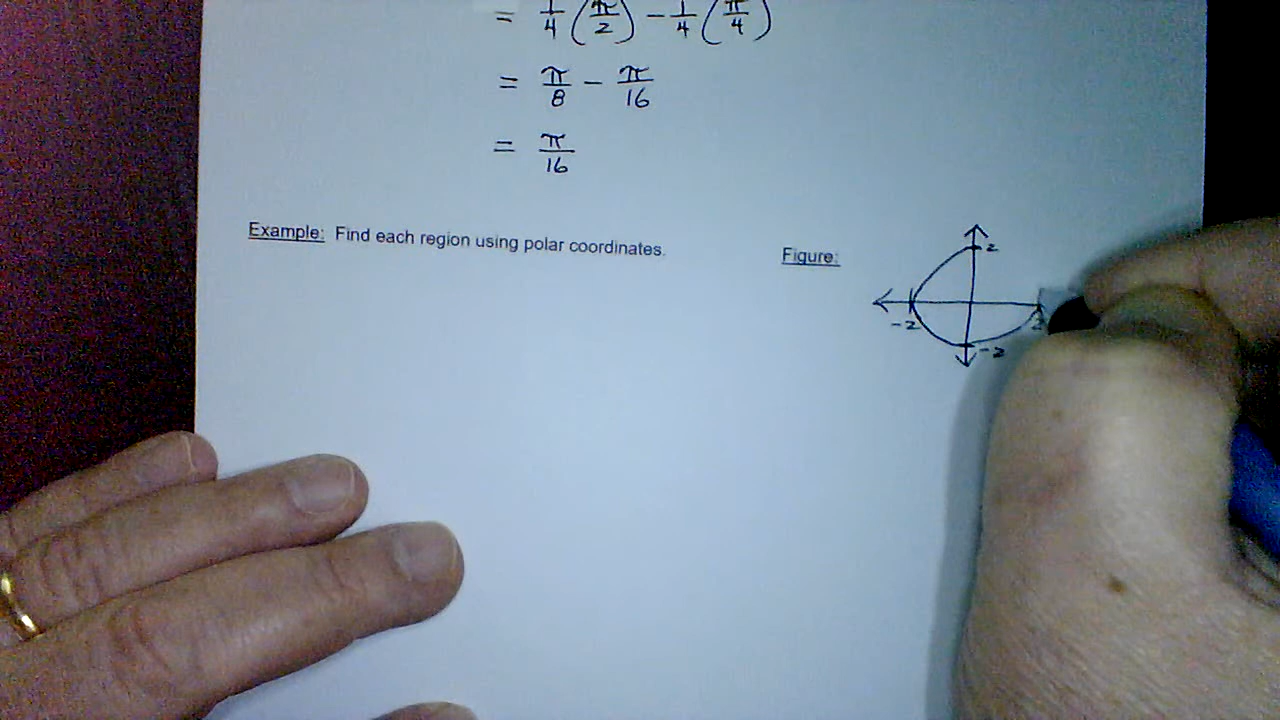 = 1/4 (π/2) - 1/4 (π/4)
= π/8 - π/16
= π/16
Example: Find each region using polar coordinates.
Figure:
2
-2
2
-2